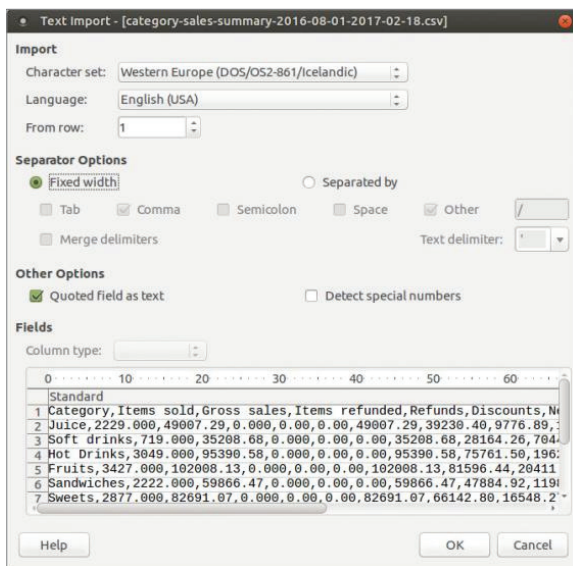 Text Import - [category-sales-summary-2016-08-01-2017-02-18.csv]
Import
Character set: Western Europe (DOS/OS2-861/Icelandic)
Language: English (USA)
From row: 1
Separator Options
Fixed width Separated by
Tab Comma Semicolon Space Other /
Merge delimiters Text delimiter: '
Other Options
Quoted field as text Detect special numbers
Fields
Column type:
0 10 20 30 40 50 60
Standard
1 Category,Items sold,Gross sales,Items refunded,Refunds,Discounts,Ne
2 Juice,2229.000,49007.29,0.000,0.00,0.00,49007.29,39230.40,9776.89,
3 Soft drinks,719.000,35208.68,0.000,0.00,0.00,35208.68,28164.26,704
4 Hot Drinks,3049.000,95390.58,0.000,0.00,0.00,95390.58,75761.50,196
5 Fruits,3427.000,102008.13,0.000,0.00,0.00,102008.13,81596.44,20411
6 Sandwiches,2222.000,59866.47,0.000,0.00,0.00,59866.47,47884.92,119
7 Sweets,2877.000,82691.07,0.000,0.00,0.00,82691.07,66142.80,16548.2
Help OK Cancel